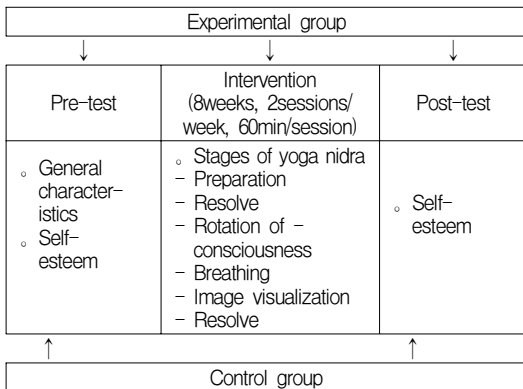 Experimental group
↓ ↓ ↓
Pre-test
Intervention
(8weeks, 2sessions/
week, 60min/session)
Post-test
。 General
character-
istics
。 Self-
esteem
。 Stages of yoga nidra
- Preparation
- Resolve
- Rotation of -
consciousness
- Breathing
- Image visualization
- Resolve
。 Self-
esteem
↑ ↑
Control group